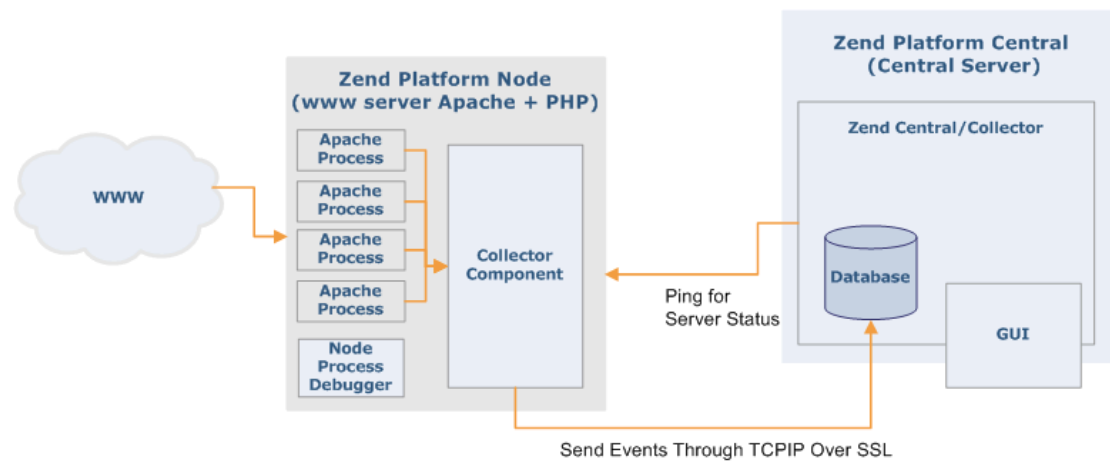 Zend Platform Central
(Central Server)
Zend Platform Node
(www server Apache + PHP)
Zend Central/Collector
Apache
Process
Apache
Process
Apache
Process
Apache
Process
Node
Process
Debugger
www
Collector
Component
Database
Ping for
Server Status
GUI
Send Events Through TCPIP Over SSL